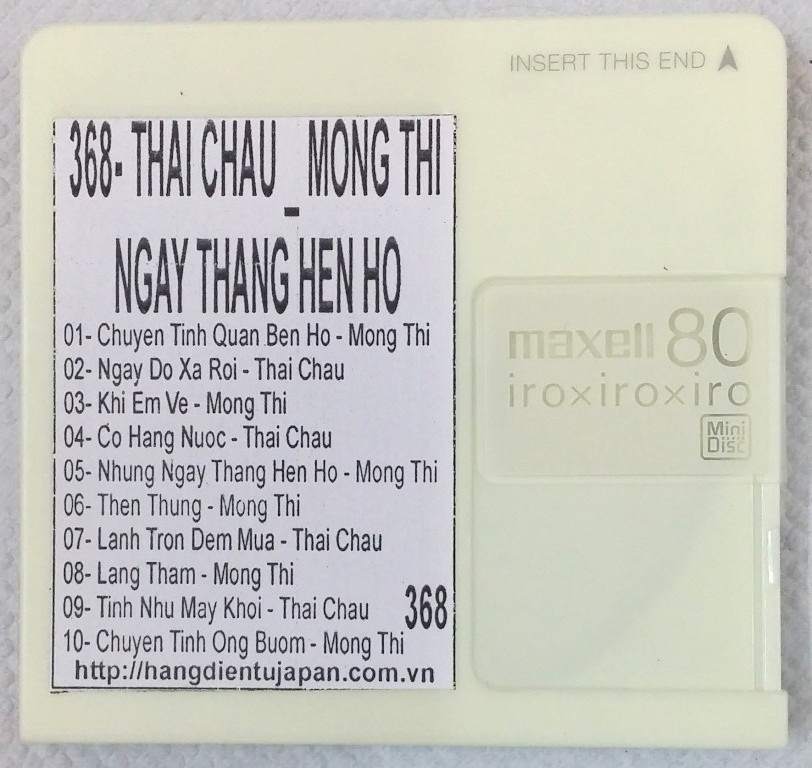 INSERT THIS END
368- THAI CHAU _ MONG THI
-
NGAY THANG HEN HO
01- Chuyen Tinh Quan Ben Ho - Mong Thi
02- Ngay Do Xa Roi - Thai Chau
03- Khi Em Ve - Mong Thi
04- Co Hang Nuoc - Thai Chau
05- Nhung Ngay Thang Hen Ho - Mong Thi
06- Then Thung - Mong Thi
07- Lanh Tron Dem Mua - Thai Chau
08- Lang Tham - Mong Thi
09- Tinh Nhu May Khoi - Thai Chau
368
10- Chuyen Tinh Ong Buom - Mong Thi
http://hangdientujapan.com.vn
maxell 80
iro×iro×iro
Mini
Disc